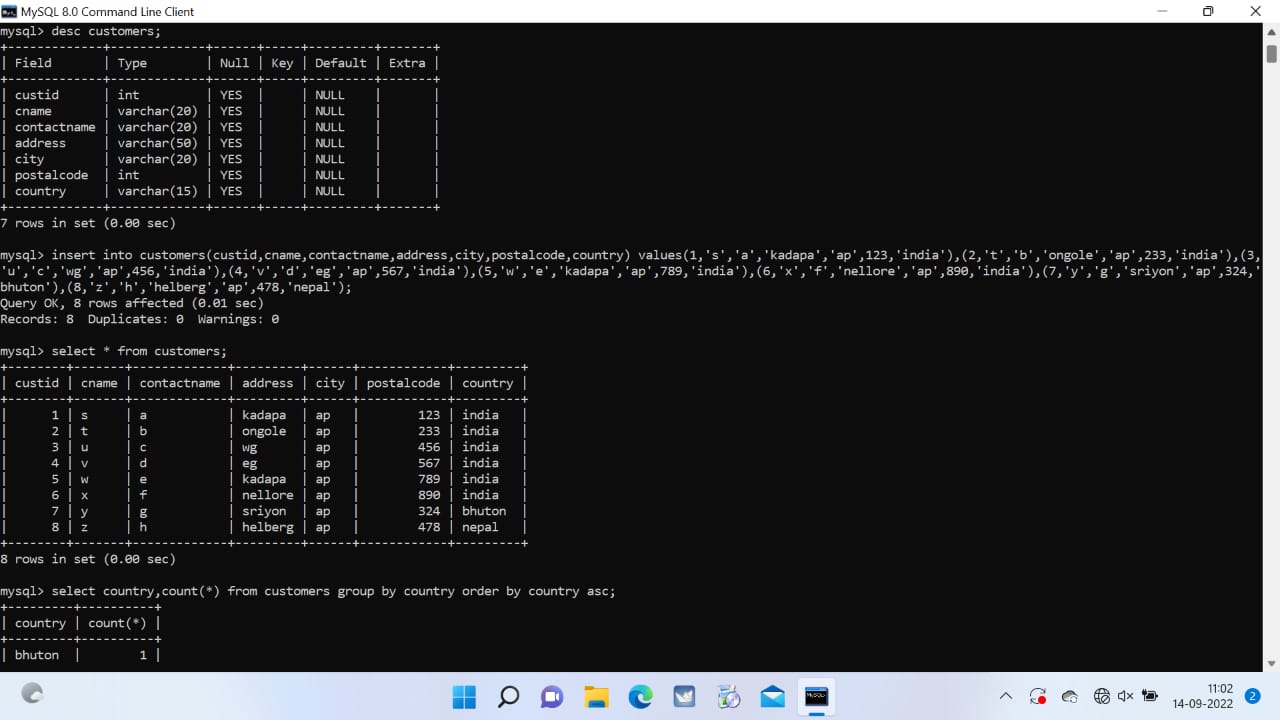 MySQL 8.0 Command Line Client
mysql> desc customers;
+-------------+-------------+------+-----+---------+-------+
| Field       | Type        | Null | Key | Default | Extra |
+-------------+-------------+------+-----+---------+-------+
| custid      | int         | YES  |     | NULL    |       |
| cname       | varchar(20) | YES  |     | NULL    |       |
| contactname | varchar(20) | YES  |     | NULL    |       |
| address     | varchar(50) | YES  |     | NULL    |       |
| city        | varchar(20) | YES  |     | NULL    |       |
| postalcode  | int         | YES  |     | NULL    |       |
| country     | varchar(15) | YES  |     | NULL    |       |
+-------------+-------------+------+-----+---------+-------+
7 rows in set (0.00 sec)
mysql> insert into customers(custid,cname,contactname,address,city,postalcode,country) values(1,'s','a','kadapa','ap',123,'india'),(2,'t','b','ongole','ap',233,'india'),(3,
'u','c','wg','ap',456,'india'),(4,'v','d','eg','ap',567,'india'),(5,'w','e','kadapa','ap',789,'india'),(6,'x','f','nellore','ap',890,'india'),(7,'y','g','sriyon','ap',324,'
bhuton'),(8,'z','h','helberg','ap',478,'nepal');
Query OK, 8 rows affected (0.01 sec)
Records: 8  Duplicates: 0  Warnings: 0
mysql> select * from customers;
+--------+-------+-------------+---------+------+------------+---------+
| custid | cname | contactname | address | city | postalcode | country |
+--------+-------+-------------+---------+------+------------+---------+
|      1 | s     | a           | kadapa  | ap   |        123 | india   |
|      2 | t     | b           | ongole  | ap   |        233 | india   |
|      3 | u     | c           | wg      | ap   |        456 | india   |
|      4 | v     | d           | eg      | ap   |        567 | india   |
|      5 | w     | e           | kadapa  | ap   |        789 | india   |
|      6 | x     | f           | nellore | ap   |        890 | india   |
|      7 | y     | g           | sriyon  | ap   |        324 | bhuton  |
|      8 | z     | h           | helberg | ap   |        478 | nepal   |
+--------+-------+-------------+---------+------+------------+---------+
8 rows in set (0.00 sec)
mysql> select country,count(*) from customers group by country order by country asc;
+---------+----------+
| country | count(*) |
+---------+----------+
| bhuton  |        1 |
11:02
14-09-2022
2